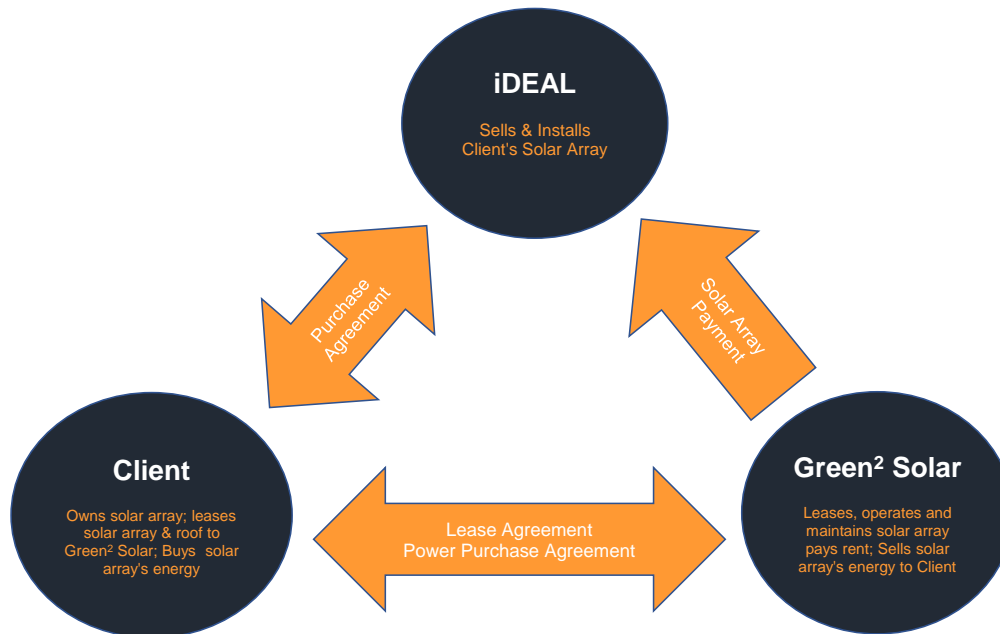 iDEAL
Sells & Installs
Client's Solar Array
Purchase
Agreement
Solar Array
Payment
Client
Owns solar array; leases
solar array & roof to
Green² Solar; Buys solar
array's energy
Lease Agreement
Power Purchase Agreement
Green² Solar
Leases, operates and
maintains solar array
pays rent; Sells solar
array's energy to Client